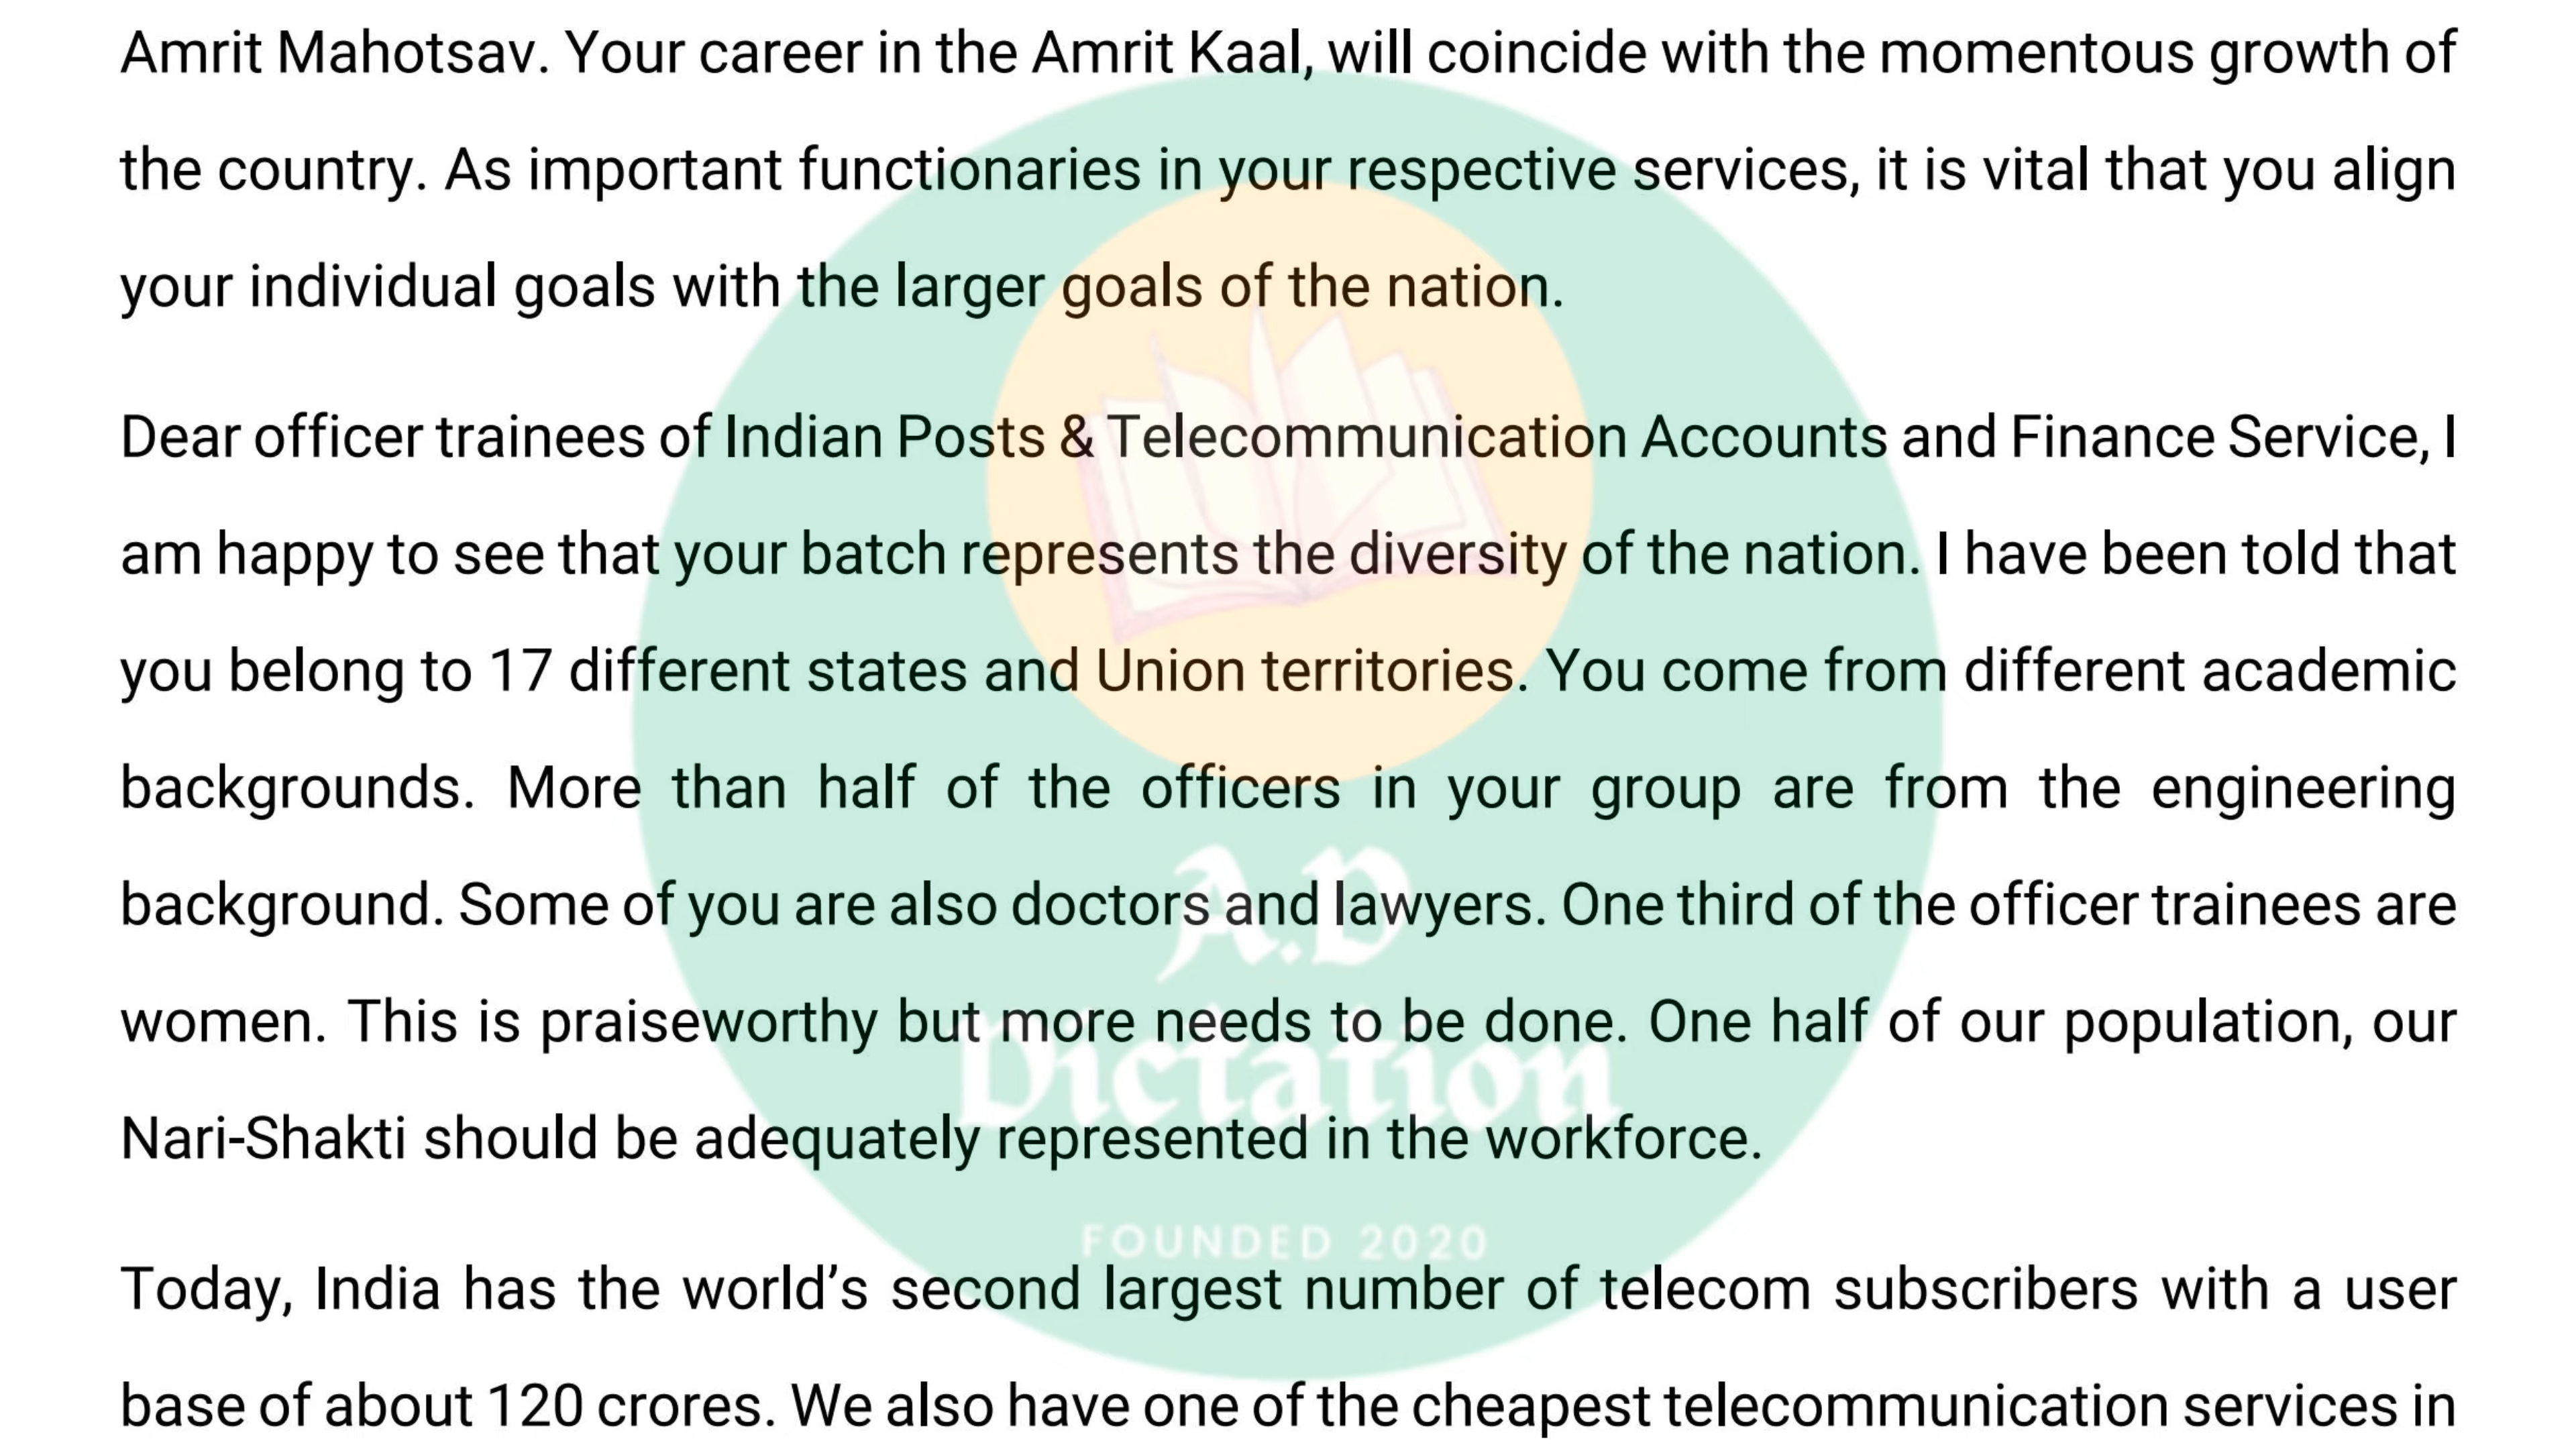 Amrit Mahotsav. Your career in the Amrit Kaal, will coincide with the momentous growth of
the country. As important functionaries in your respective services, it is vital that you align
your individual goals with the larger goals of the nation.
Dear officer trainees of Indian Posts & Telecommunication Accounts and Finance Service, I
am happy to see that your batch represents the diversity of the nation. I have been told that
you belong to 17 different states and Union territories. You come from different academic
backgrounds. More than half of the officers in your group are from the engineering
background. Some of you are also doctors and lawyers. One third of the officer trainees are
women. This is praiseworthy but more needs to be done. One half of our population, our
Nari-Shakti should be adequately represented in the workforce.
Today, India has the world’s second largest number of telecom subscribers with a user
base of about 120 crores. We also have one of the cheapest telecommunication services in
A.D
Dictation
FOUNDED 2020